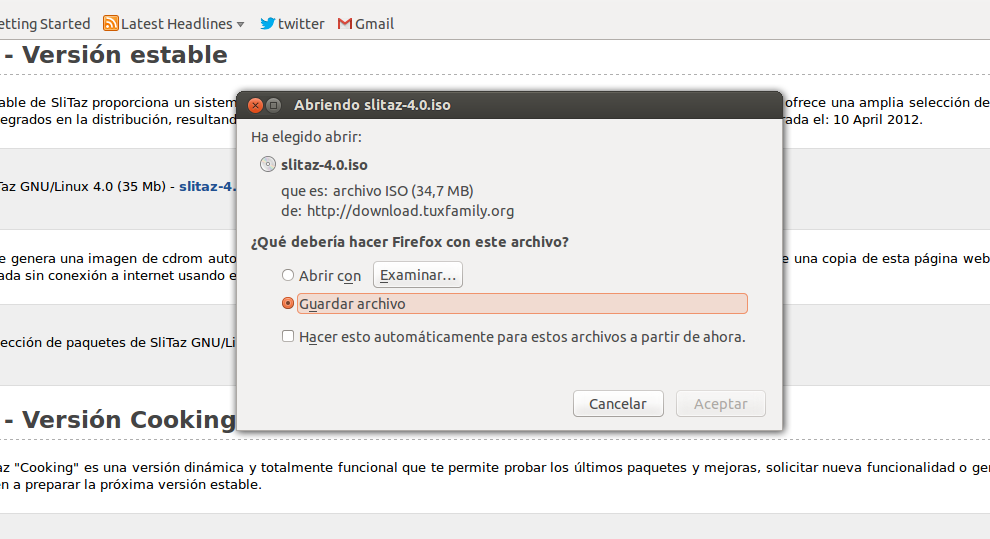 etting Started Latest Headlines twitter Gmail
- Versión estable
able de SliTaz proporciona un sistem
ofrece una amplia selección de
egrados en la distribución, resultand
rada el: 10 April 2012.
Abriendo slitaz-4.0.iso
Ha elegido abrir:
slitaz-4.0.iso
que es: archivo ISO (34,7 MB)
de: http://download.tuxfamily.org
¿Qué debería hacer Firefox con este archivo?
Abrir con Examinar...
Guardar archivo
Hacer esto automáticamente para estos archivos a partir de ahora.
Cancelar Aceptar
Taz GNU/Linux 4.0 (35 Mb) - slitaz-4.
e genera una imagen de cdrom auto
e una copia de esta página web
ada sin conexión a internet usando e
ección de paquetes de SliTaz GNU/Li
- Versión Cooking
az "Cooking" es una versión dinámica y totalmente funcional que te permite probar los últimos paquetes y mejoras, solicitar nueva funcionalidad o ge
n a preparar la próxima versión estable.